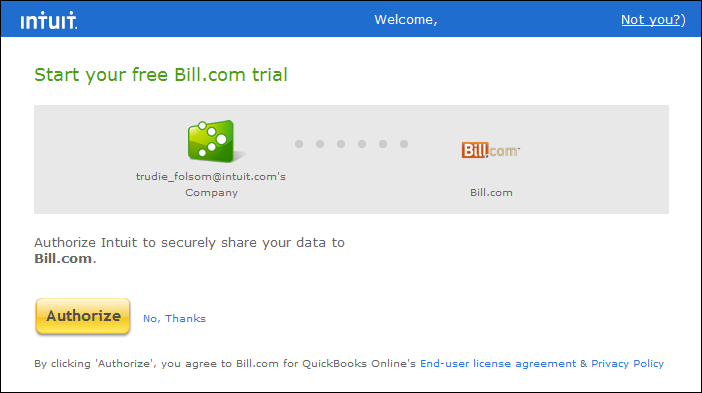 intuit.
Welcome,
Not you?)
Start your free Bill.com trial
Bill.com
trudie_folsom@intuit.com's
Company
Bill.com
Authorize Intuit to securely share your data to
Bill.com.
Authorize
No, Thanks
By clicking 'Authorize', you agree to Bill.com for QuickBooks Online's End-user license agreement & Privacy Policy